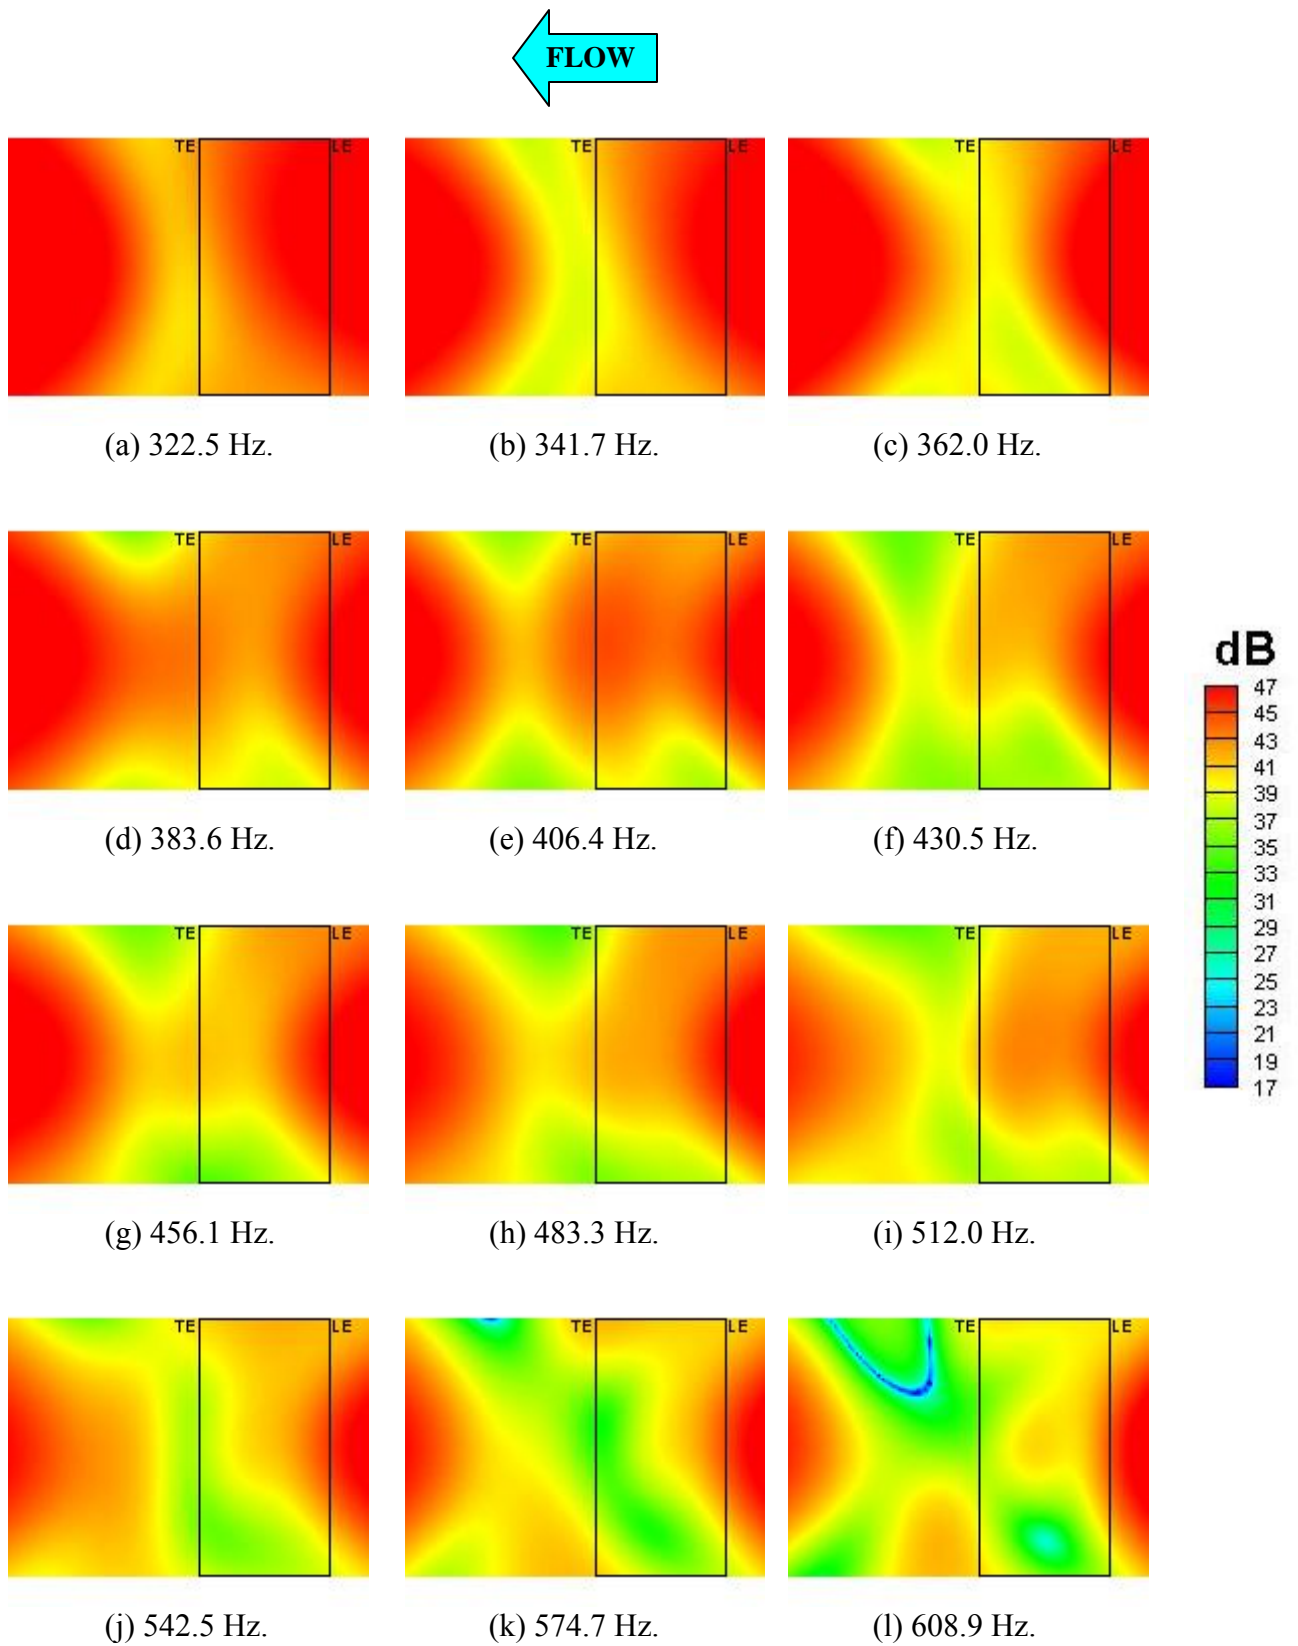 FLOW
TE LE TE LE TE LE
(a) 322.5 Hz. (b) 341.7 Hz. (c) 362.0 Hz.
TE LE TE LE TE LE
(d) 383.6 Hz. (e) 406.4 Hz. (f) 430.5 Hz.
dB
47
45
43
41
39
37
35
33
31
29
27
25
23
21
19
17
TE LE TE LE TE LE
(g) 456.1 Hz. (h) 483.3 Hz. (i) 512.0 Hz.
TE LE TE LE TE LE
(j) 542.5 Hz. (k) 574.7 Hz. (l) 608.9 Hz.